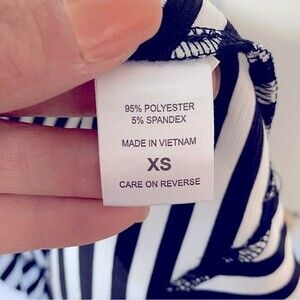 95% POLYESTER
5% SPANDEX
MADE IN VIETNAM
XS
CARE ON REVERSE